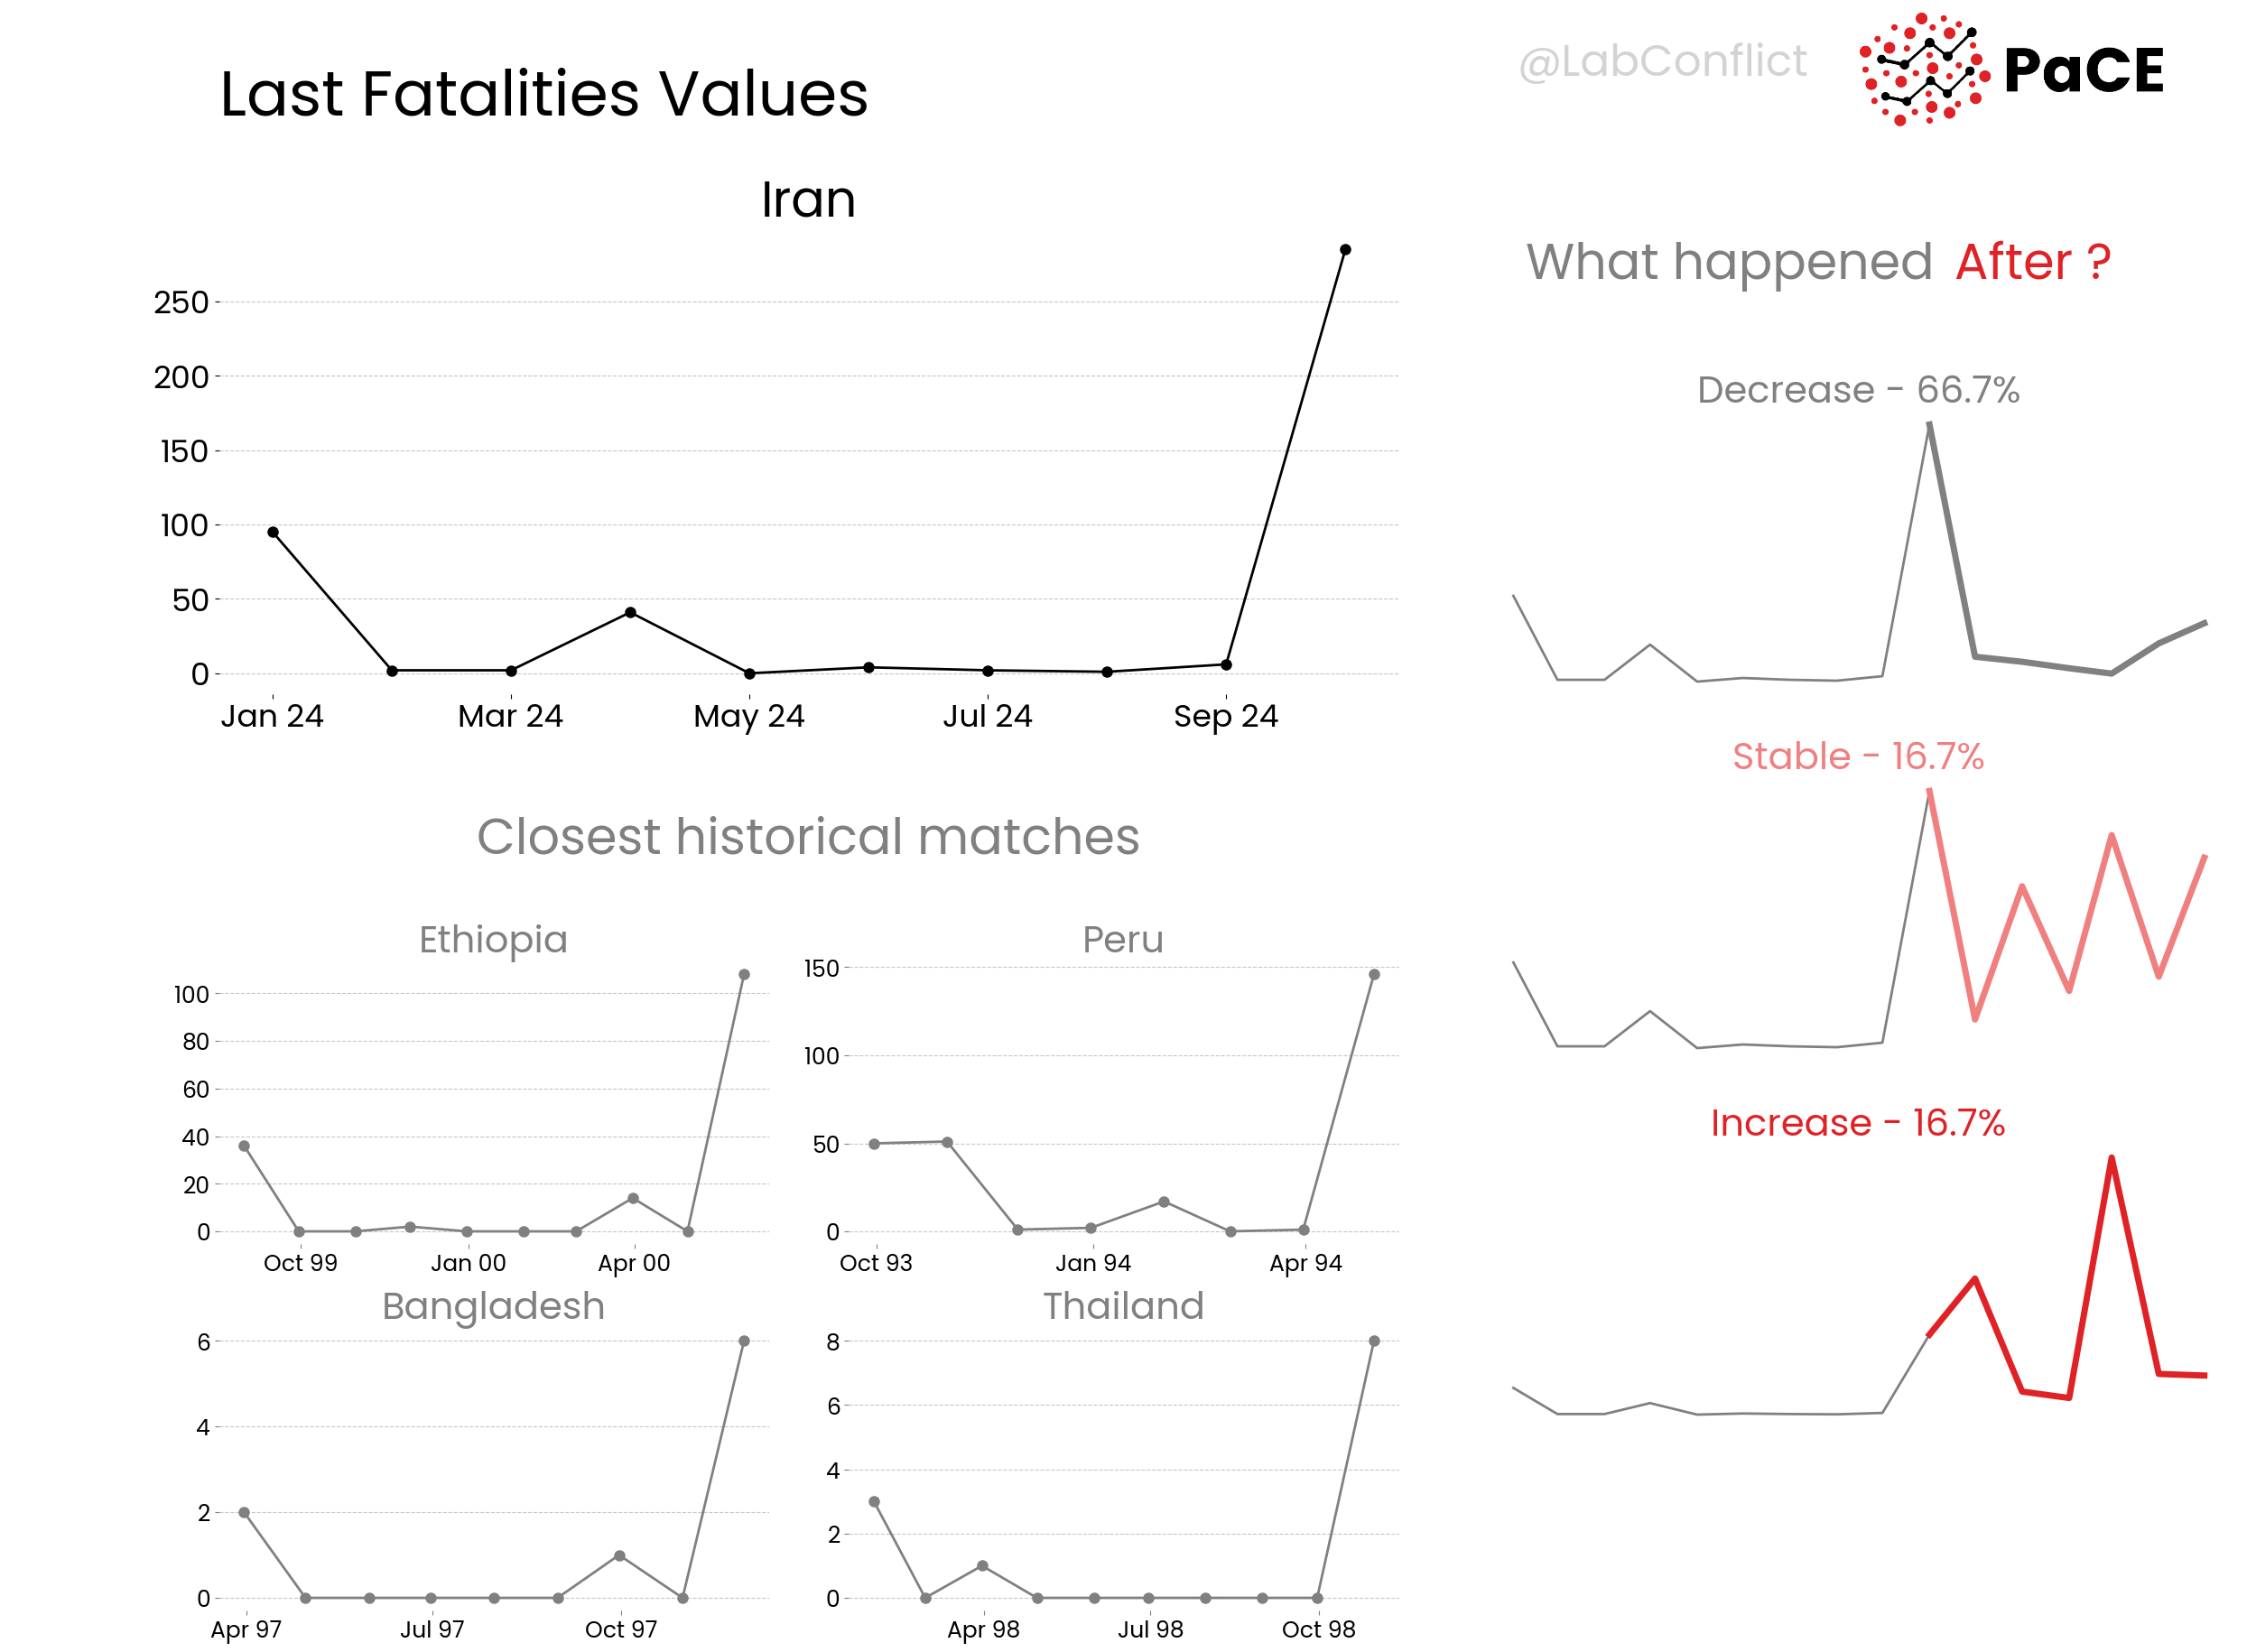 @LabConflict
PaCE
Last Fatalities Values
Iran
250
200
150
100
50
0
Jan 24 Mar 24 May 24 Jul 24 Sep 24
What happened After ?
Decrease - 66.7%
Stable - 16.7%
Increase - 16.7%
Closest historical matches
Ethiopia
100
80
60
40
20
0
Oct 99 Jan 00 Apr 00
Peru
150
100
50
0
Oct 93 Jan 94 Apr 94
Bangladesh
6
4
2
0
Apr 97 Jul 97 Oct 97
Thailand
8
6
4
2
0
Apr 98 Jul 98 Oct 98